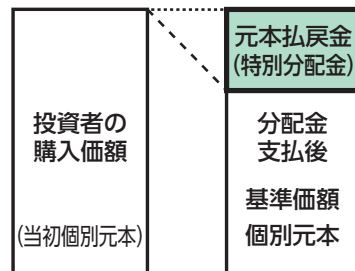 投資者の
購入価額
(当初個別元本)
元本払戻金
(特別分配金)
分配金
支払後
基準価額
個別元本